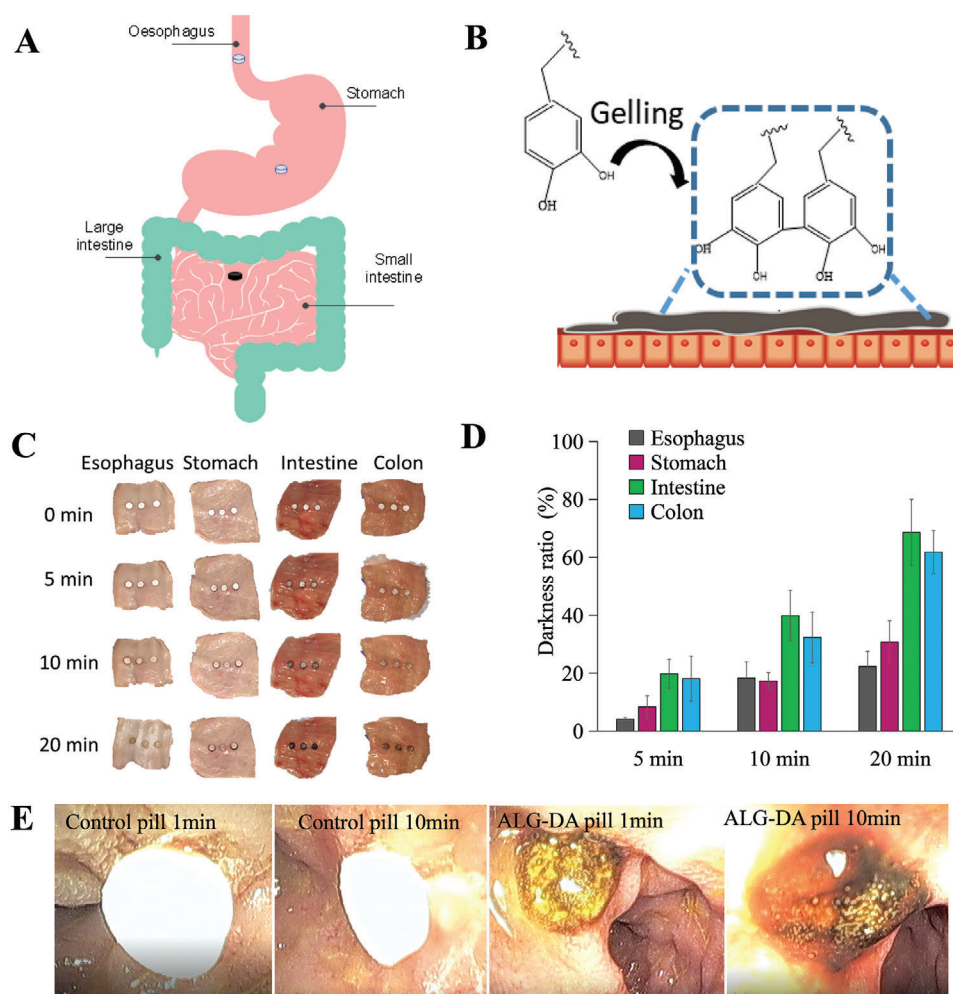 A
Oesophagus
Stomach
Large
intestine
Small
intestine
B
Gelling
OH
OH
OH
OH
OH
OH
C
Esophagus Stomach Intestine Colon
0 min
5 min
10 min
20 min
D
Darkness ratio (%)
100
80
60
40
20
0
Esophagus
Stomach
Intestine
Colon
5 min 10 min 20 min
E
Control pill 1min
Control pill 10min
ALG-DA pill 1min
ALG-DA pill 10min